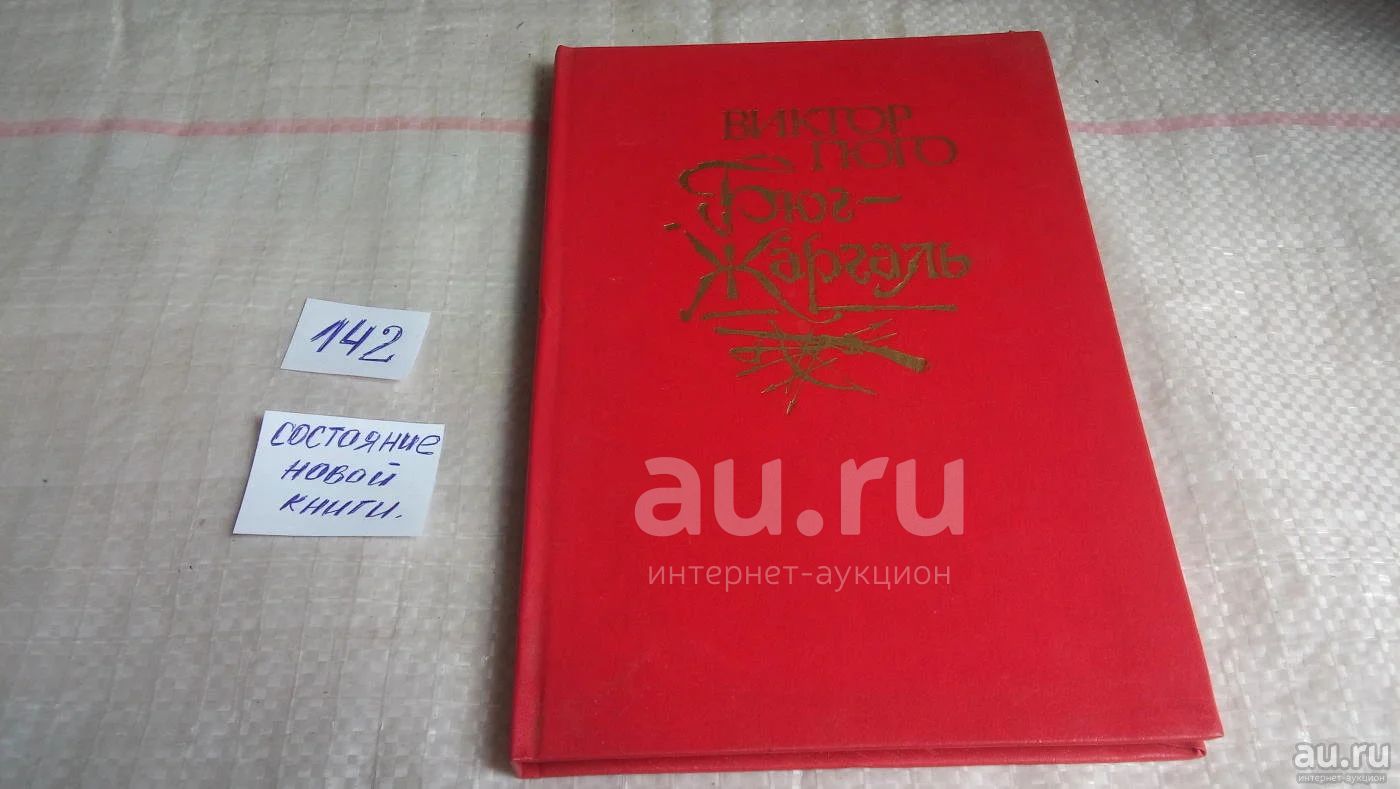 ВИКТОР
ГЮГО
Бюг-
Жаргаль
142
состояние
новой
книги.
au.ru
интернет-аукцион
au.ru
интернет-аукцион